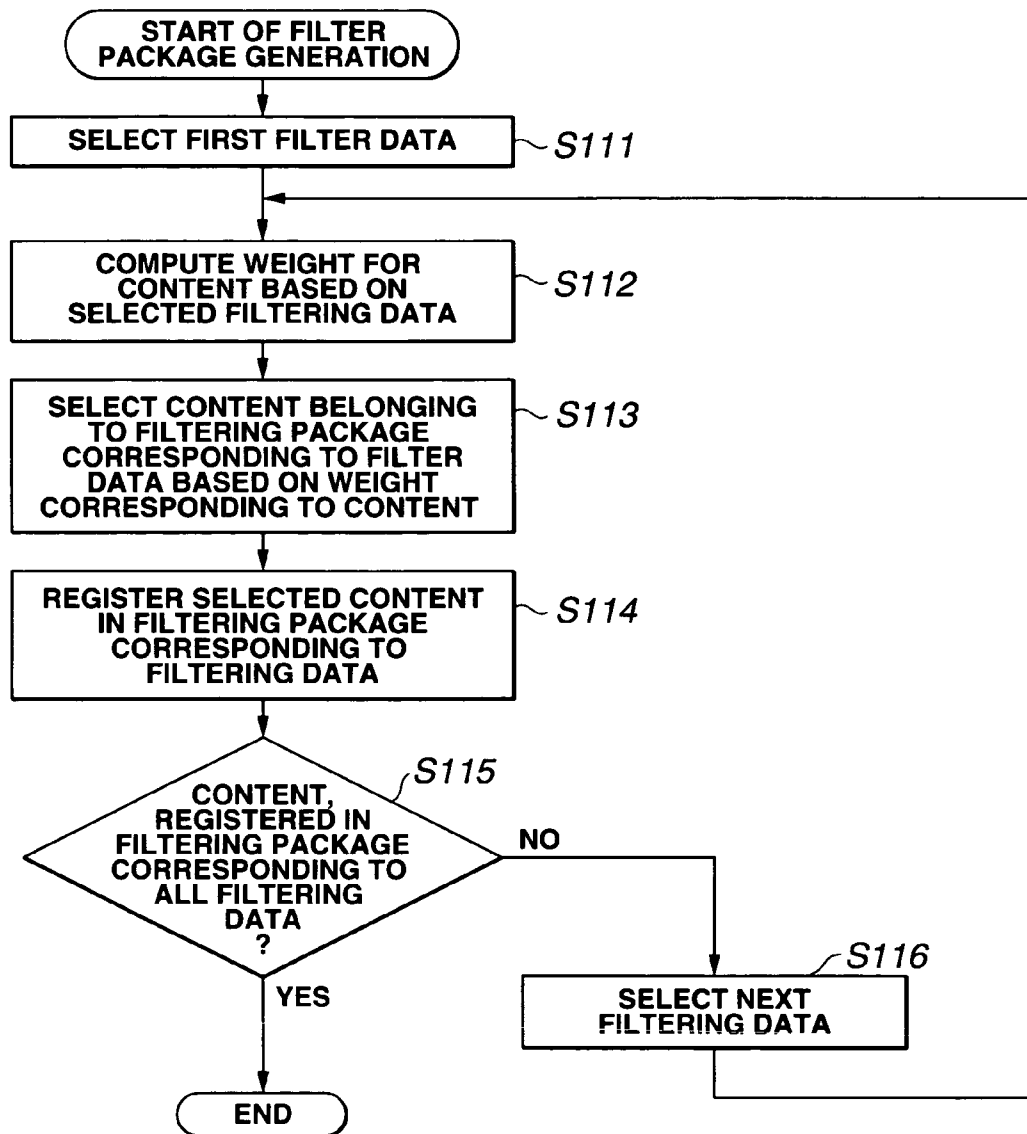 START OF FILTER
PACKAGE GENERATION
SELECT FIRST FILTER DATA
S111
COMPUTE WEIGHT FOR
CONTENT BASED ON
SELECTED FILTERING DATA
S112
SELECT CONTENT BELONGING
TO FILTERING PACKAGE
CORRESPONDING TO FILTER
DATA BASED ON WEIGHT
CORRESPONDING TO CONTENT
S113
REGISTER SELECTED CONTENT
IN FILTERING PACKAGE
CORRESPONDING TO
FILTERING DATA
S114
CONTENT,
REGISTERED IN
FILTERING PACKAGE
CORRESPONDING TO
ALL FILTERING
DATA
?
S115
NO
YES
SELECT NEXT
FILTERING DATA
S116
END